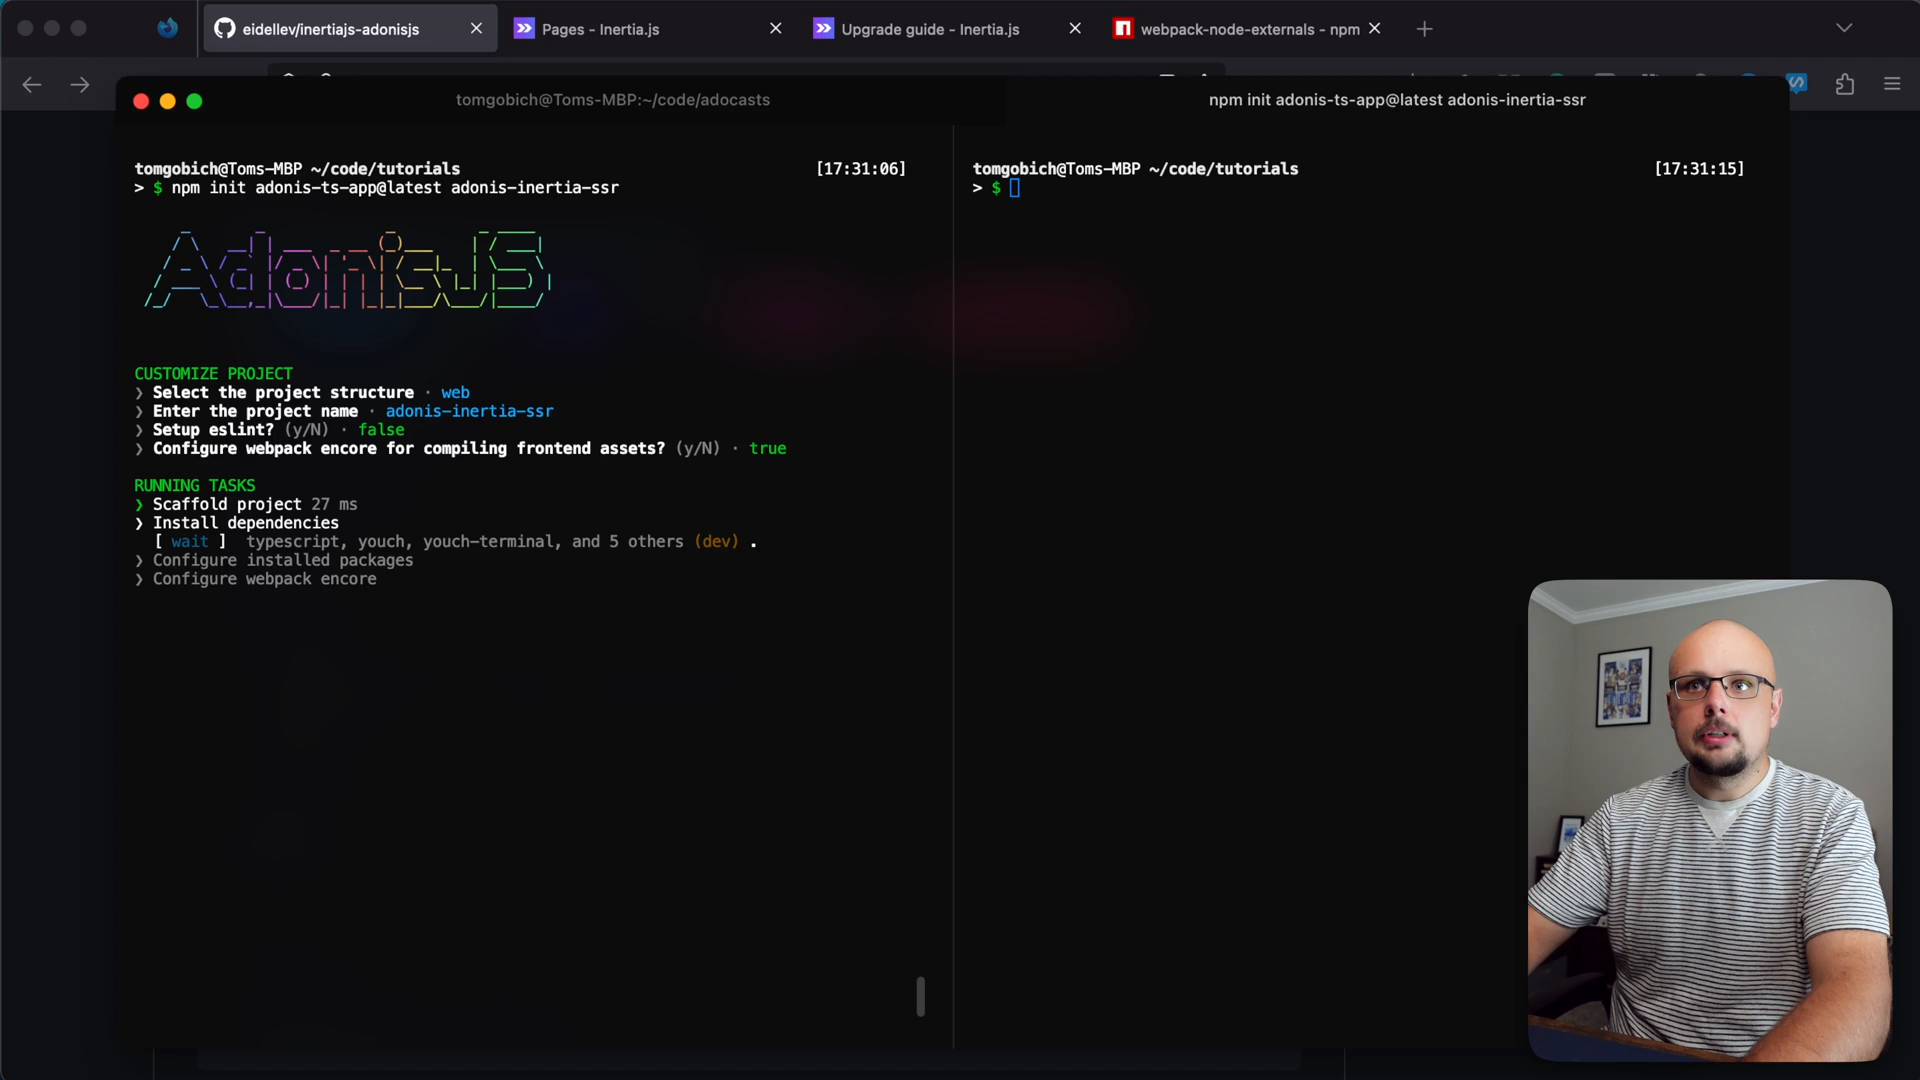 eidellev/inertiajs-adonisjs
Pages - Inertia.js
Upgrade guide - Inertia.js
webpack-node-externals - npm
tomgobich@Toms-MBP:~/code/adocasts
npm init adonis-ts-app@latest adonis-inertia-ssr
tomgobich@Toms-MBP ~/code/tutorials [17:31:06]
> $ npm init adonis-ts-app@latest adonis-inertia-ssr
AdonisJS
CUSTOMIZE PROJECT
❯ Select the project structure · web
❯ Enter the project name · adonis-inertia-ssr
❯ Setup eslint? (y/N) · false
❯ Configure webpack encore for compiling frontend assets? (y/N) · true
RUNNING TASKS
❯ Scaffold project 27 ms
❯ Install dependencies
[ wait ] typescript, youch, youch-terminal, and 5 others (dev) .
❯ Configure installed packages
❯ Configure webpack encore
tomgobich@Toms-MBP ~/code/tutorials [17:31:15]
> $